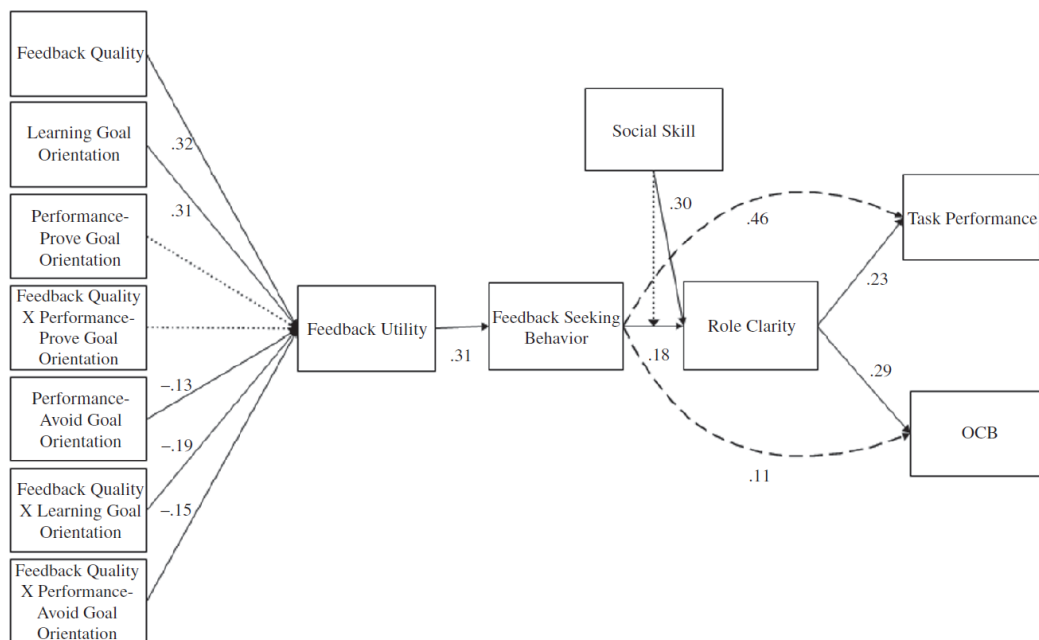 Feedback Quality
Learning Goal
Orientation
Performance-
Prove Goal
Orientation
Feedback Quality
X Performance-
Prove Goal
Orientation
Performance-
Avoid Goal
Orientation
Feedback Quality
X Learning Goal
Orientation
Feedback Quality
X Performance-
Avoid Goal
Orientation
.32
.31
–.13
–.19
–.15
Feedback Utility
.31
Feedback Seeking
Behavior
Social Skill
.30
.18
Role Clarity
.46
.23
.29
.11
Task Performance
OCB